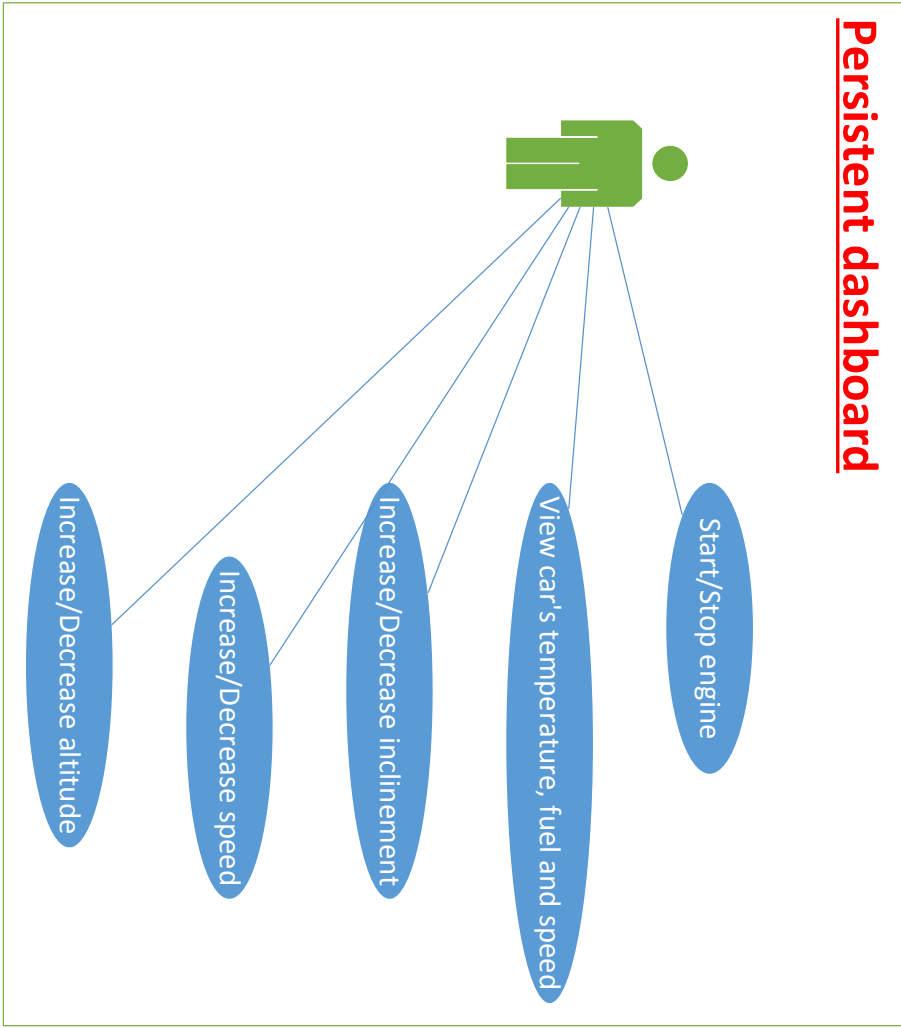 Persistent dashboard
Start/Stop engine
View car's temperature, fuel and speed
Increase/Decrease inclinement
Increase/Decrease speed
Increase/Decrease altitude